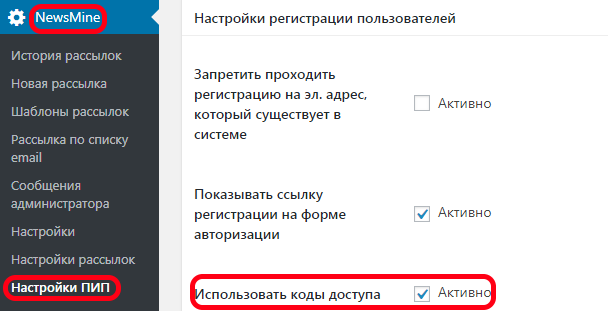 NewsMine
История рассылок
Новая рассылка
Шаблоны рассылок
Рассылка по списку
email
Сообщения
администратора
Настройки
Настройки рассылок
Настройки ПИП
Настройки регистрации пользователей
Запретить проходить
регистрацию на эл. адрес,
который существует в
системе
Активно
Показывать ссылку
регистрации на форме
авторизации
Активно
Использовать коды доступа
Активно